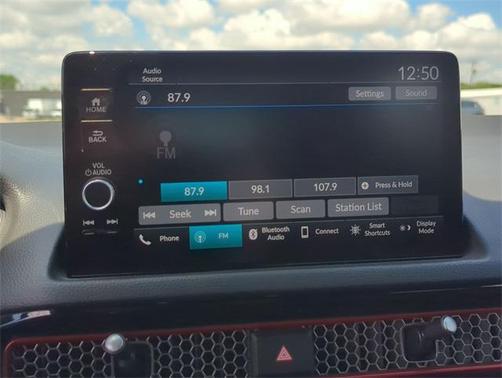 Audio
Source
12:50
87.9
Settings
Sound
HOME
BACK
FM
VOL
AUDIO
87.9
98.1
107.9
Press & Hold
Seek
Tune
Scan
Station List
Phone
FM
Bluetooth
Audio
Connect
Smart
Shortcuts
Display
Mode